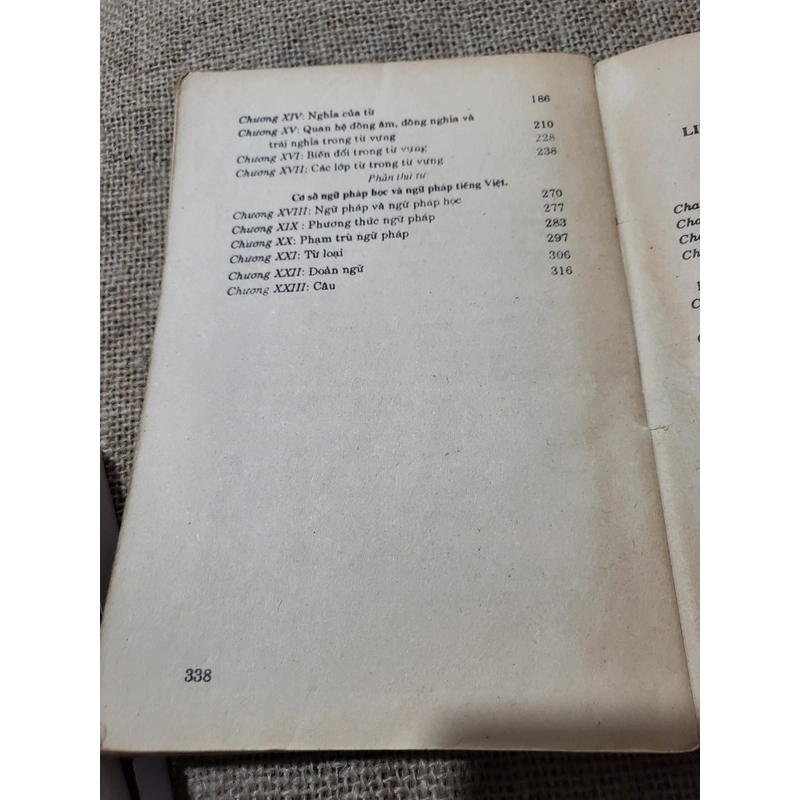 Chương XIV: Nghĩa của từ 186
Chương XV: Quan hệ đồng âm, đồng nghĩa và
trái nghĩa trong từ vựng 210
Chương XVI: Biến đổi trong từ vựng 228
Chương XVII: Các lớp từ trong từ vựng 238
Phần thứ tư
Cơ sở ngữ pháp học và ngữ pháp tiếng Việt.
Chương XVIII: Ngữ pháp và ngữ pháp học 270
Chương XIX: Phương thức ngữ pháp 277
Chương XX: Phạm trù ngữ pháp 283
Chương XXI: Từ loại 297
Chương XXII: Đoản ngữ 306
Chương XXIII: Câu 316
338